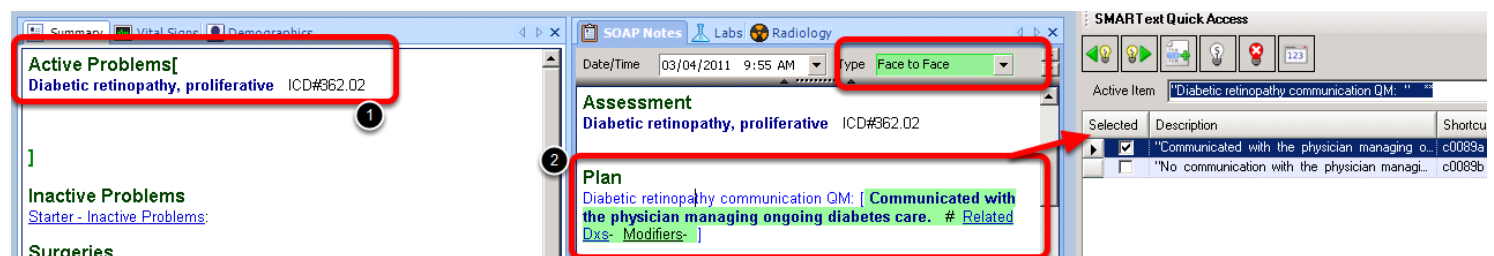 Summary Vital Signs Demographics
Active Problems[
Diabetic retinopathy, proliferative ICD#362.02
1
]
Inactive Problems
Starter - Inactive Problems:
Surgeries
SOAP Notes Labs Radiology
Date/Time 03/04/2011 9:55 AM Type Face to Face
Assessment
Diabetic retinopathy, proliferative ICD#362.02
2
Plan
Diabetic retinopathy communication QM: [ Communicated with
the physician managing ongoing diabetes care. # Related
Dxs- Modifiers- ]
SMARText Quick Access
123
Active Item "Diabetic retinopathy communication QM: " **
Selected Description Shortcu
"Communicated with the physician managing o... c0089a
"No communication with the physician managi... c0089b